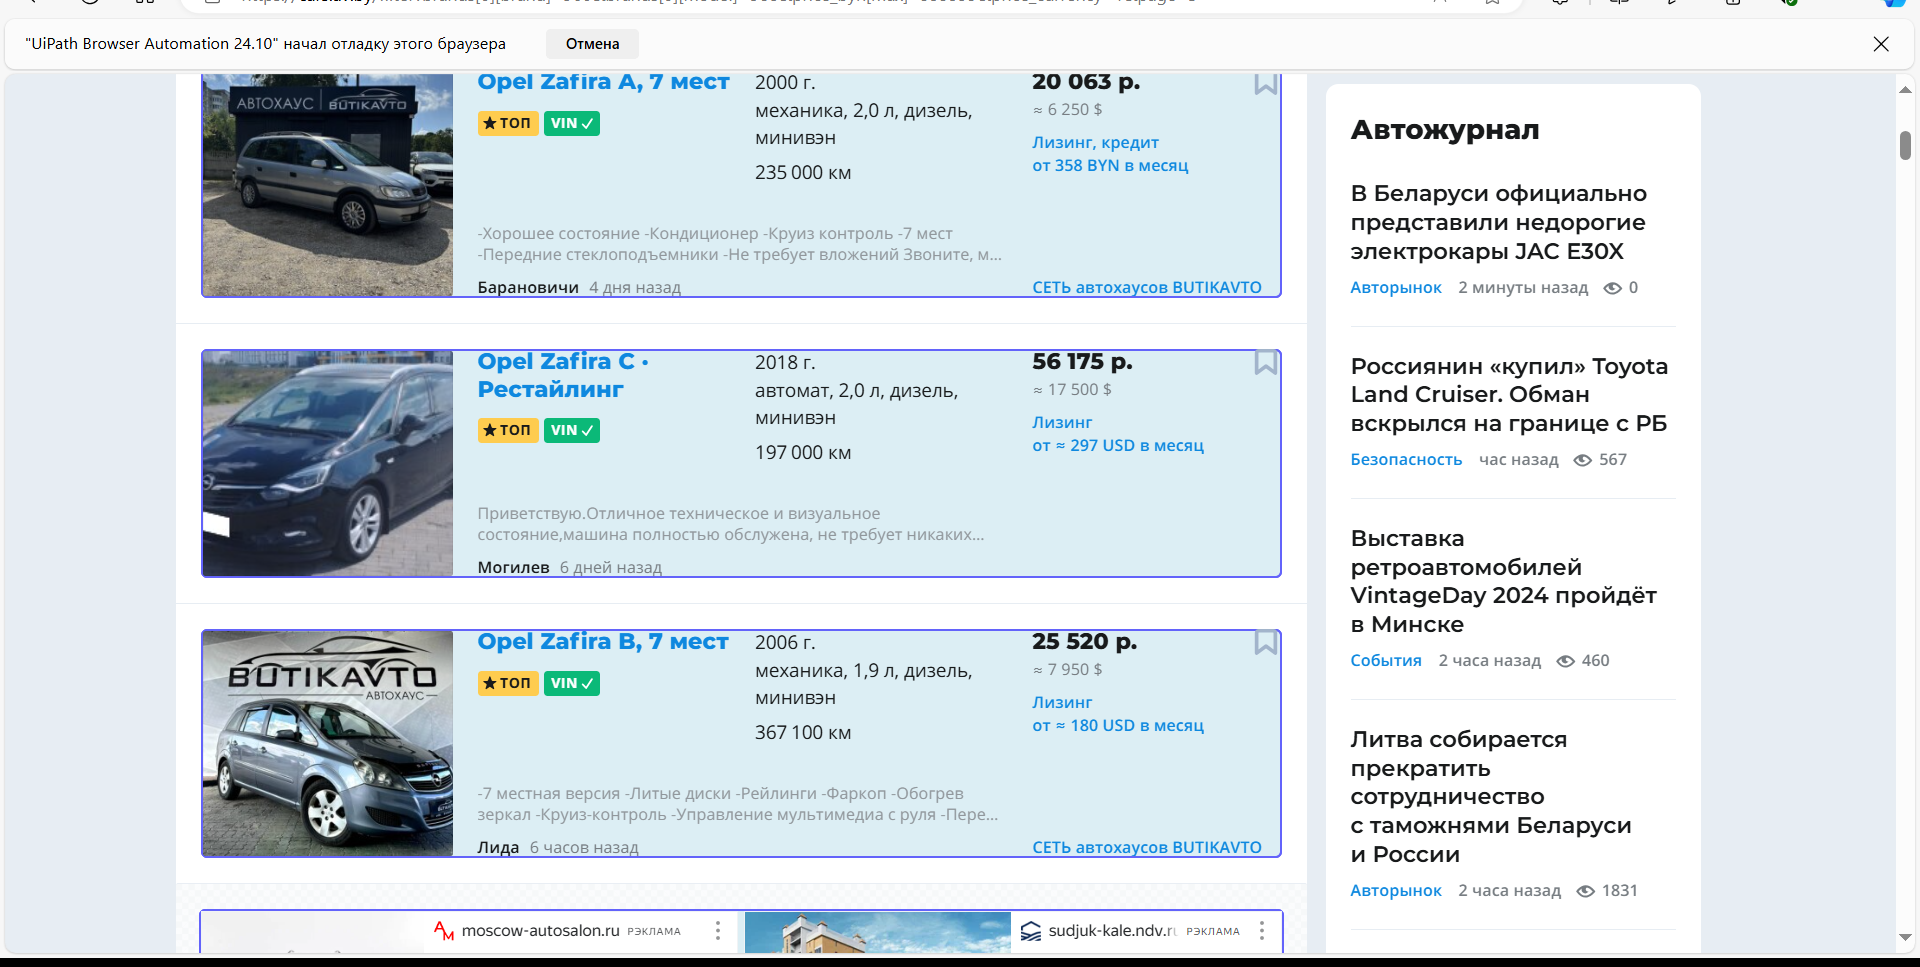 "UiPath Browser Automation 24.10" начал отладку этого браузера
Отмена
АВТОХАУС | BUTIKAVTO
Opel Zafira A, 7 мест
ТОП
VIN
2000 г.
механика, 2,0 л, дизель,
минивэн
235 000 км
20 063 р.
≈ 6 250 $
Лизинг, кредит
от 358 BYN в месяц
-Хорошее состояние -Кондиционер -Круиз контроль -7 мест
-Передние стеклоподъемники -Не требует вложений Звоните, м...
Барановичи 4 дня назад
СЕТЬ автохаусов BUTIKAVTO
Opel Zafira C ·
Рестайлинг
ТОП
VIN
2018 г.
автомат, 2,0 л, дизель,
минивэн
197 000 км
56 175 р.
≈ 17 500 $
Лизинг
от ≈ 297 USD в месяц
Приветствую.Отличное техническое и визуальное
состояние,машина полностью обслужена, не требует никаких...
Могилев 6 дней назад
BUTIKAVTO
АВТОХАУС
Opel Zafira B, 7 мест
ТОП
VIN
2006 г.
механика, 1,9 л, дизель,
минивэн
367 100 км
25 520 р.
≈ 7 950 $
Лизинг
от ≈ 180 USD в месяц
-7 местная версия -Литые диски -Рейлинги -Фаркоп -Обогрев
зеркал -Круиз-контроль -Управление мультимедиа с руля -Пере...
Лида 6 часов назад
СЕТЬ автохаусов BUTIKAVTO
moscow-autosalon.ru РЭКЛАМА
sudjuk-kale.ndv.r РЭКЛАМА
Автожурнал
В Беларуси официально
представили недорогие
электрокары JAC E30X
Авторынок 2 минуты назад 0
Россиянин «купил» Toyota
Land Cruiser. Обман
вскрылся на границе с РБ
Безопасность час назад 567
Выставка
ретроавтомобилей
VintageDay 2024 пройдёт
в Минске
События 2 часа назад 460
Литва собирается
прекратить
сотрудничество
с таможнями Беларуси
и России
Авторынок 2 часа назад 1831